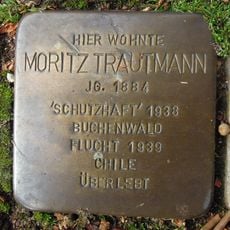 HIER WOHNTE
MORITZ TRAUTMANN
JG. 1884
'SCHUTZHAFT' 1938
BUCHENWALD
FLUCHT 1939
CHILE
ÜBERLEBT